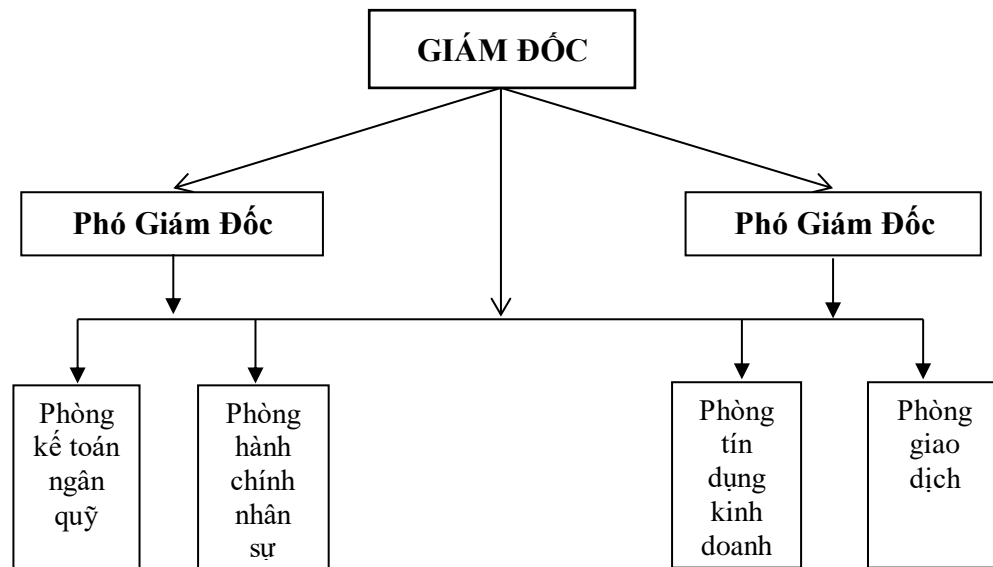 GIÁM ĐỐC
Phó Giám Đốc
Phó Giám Đốc
Phòng
kế toán
ngân
quỹ
Phòng
hành
chính
nhân
sự
Phòng
tín
dụng
kinh
doanh
Phòng
giao
dịch